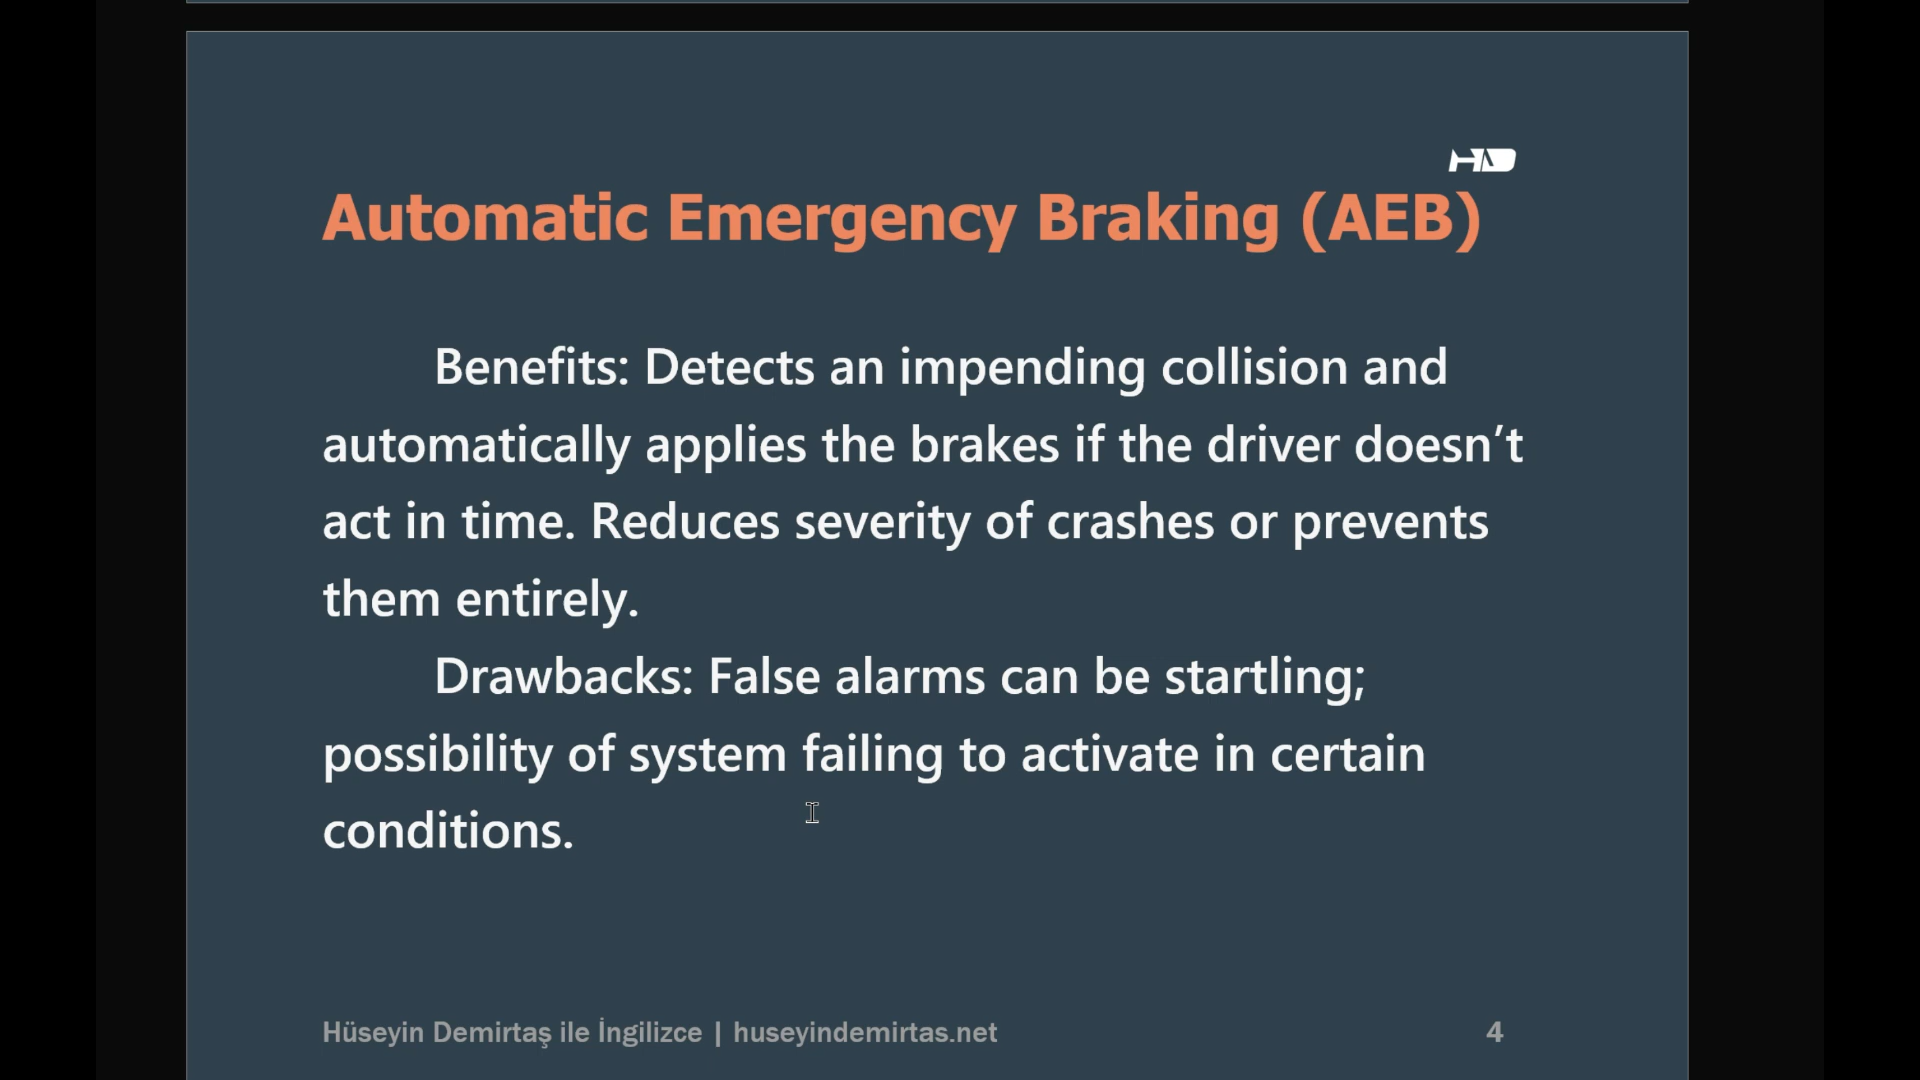 HD
Automatic Emergency Braking (AEB)
Benefits: Detects an impending collision and
automatically applies the brakes if the driver doesn’t
act in time. Reduces severity of crashes or prevents
them entirely.
Drawbacks: False alarms can be startling;
possibility of system failing to activate in certain
conditions.
Hüseyin Demirtaş ile İngilizce | huseyindemirtas.net
4